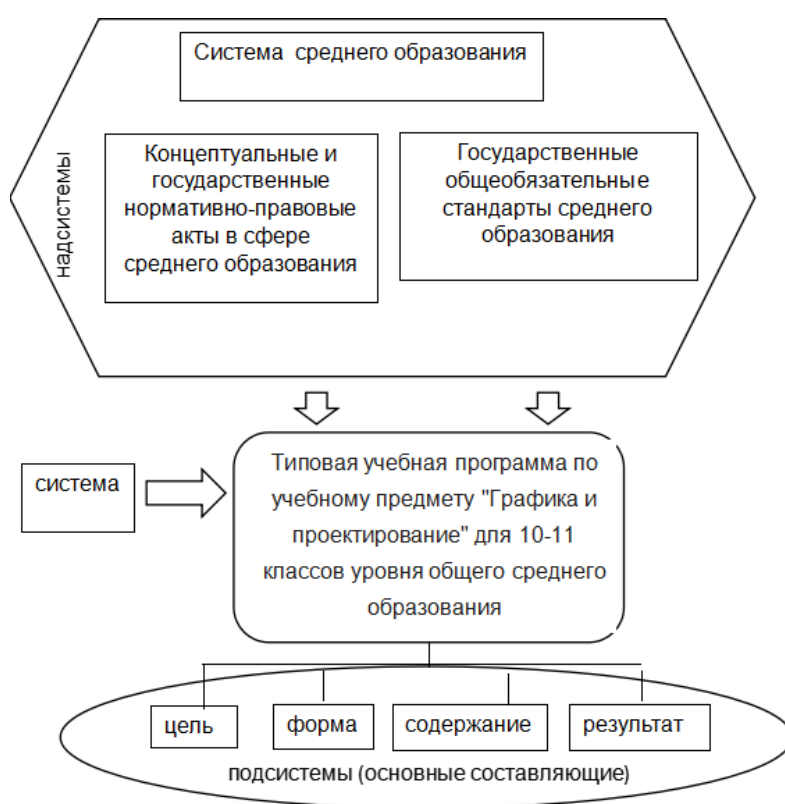 Система среднего образования
надсистемы
Концептуальные и
государственные
нормативно-правовые
акты в сфере
среднего образования
Государственные
общеобязательные
стандарты среднего
образования
система
Типовая учебная программа по
учебному предмету "Графика и
проектирование" для 10-11
классов уровня общего среднего
образования
цель
форма
содержание
результат
подсистемы (основные составляющие)